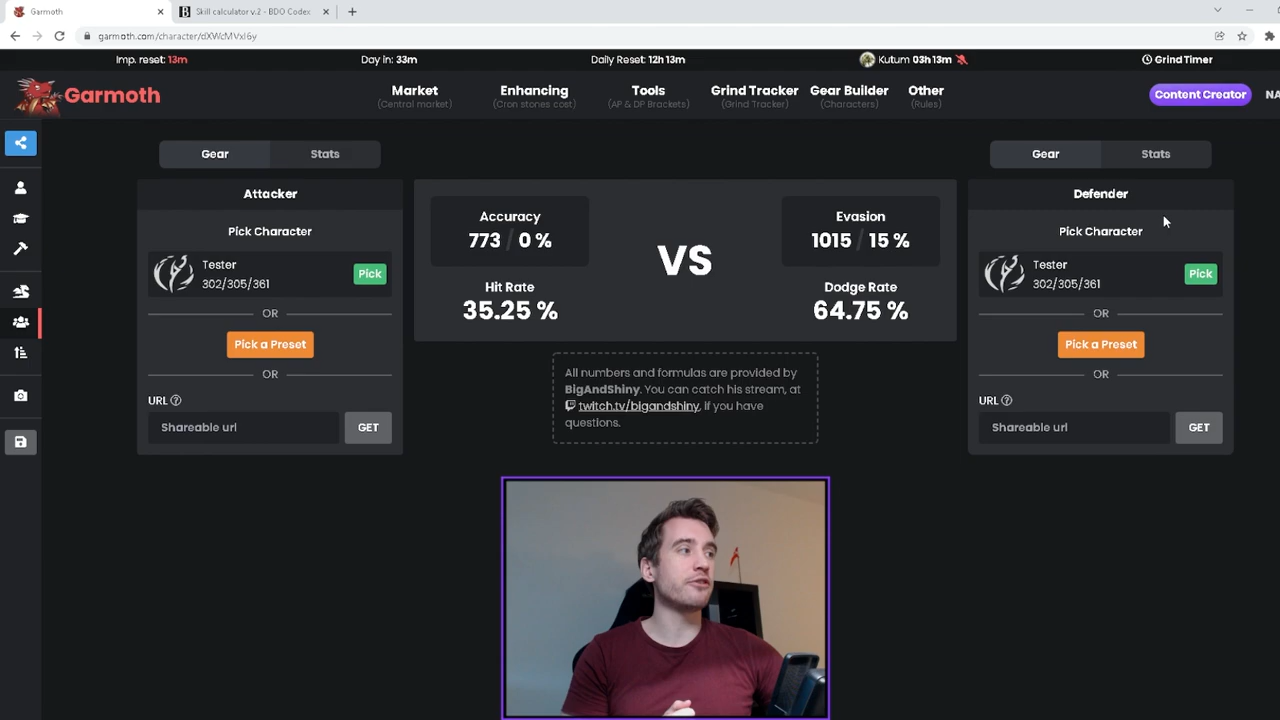 Garmoth
Skill calculator v.2 - BDO Codex
garmoth.com/character/dXWcMVxI6y
Imp. reset: 13m
Day in: 33m
Daily Reset: 12h 13m
Kutum 03h 13m
Grind Timer
Garmoth
Market
(Central market)
Enhancing
(Cron stones cost)
Tools
(AP & DP Brackets)
Grind Tracker
(Grind Tracker)
Gear Builder
(Characters)
Other
(Rules)
Content Creator
NA
Gear
Stats
Attacker
Pick Character
Tester
302/305/361
Pick
OR
Pick a Preset
OR
URL
Shareable url
GET
Accuracy
773 / 0 %
Hit Rate
35.25 %
VS
Evasion
1015 / 15 %
Dodge Rate
64.75 %
All numbers and formulas are provided by
BigAndShiny. You can catch his stream, at
twitch.tv/bigandshiny, if you have
questions.
Gear
Stats
Defender
Pick Character
Tester
302/305/361
Pick
OR
Pick a Preset
OR
URL
Shareable url
GET